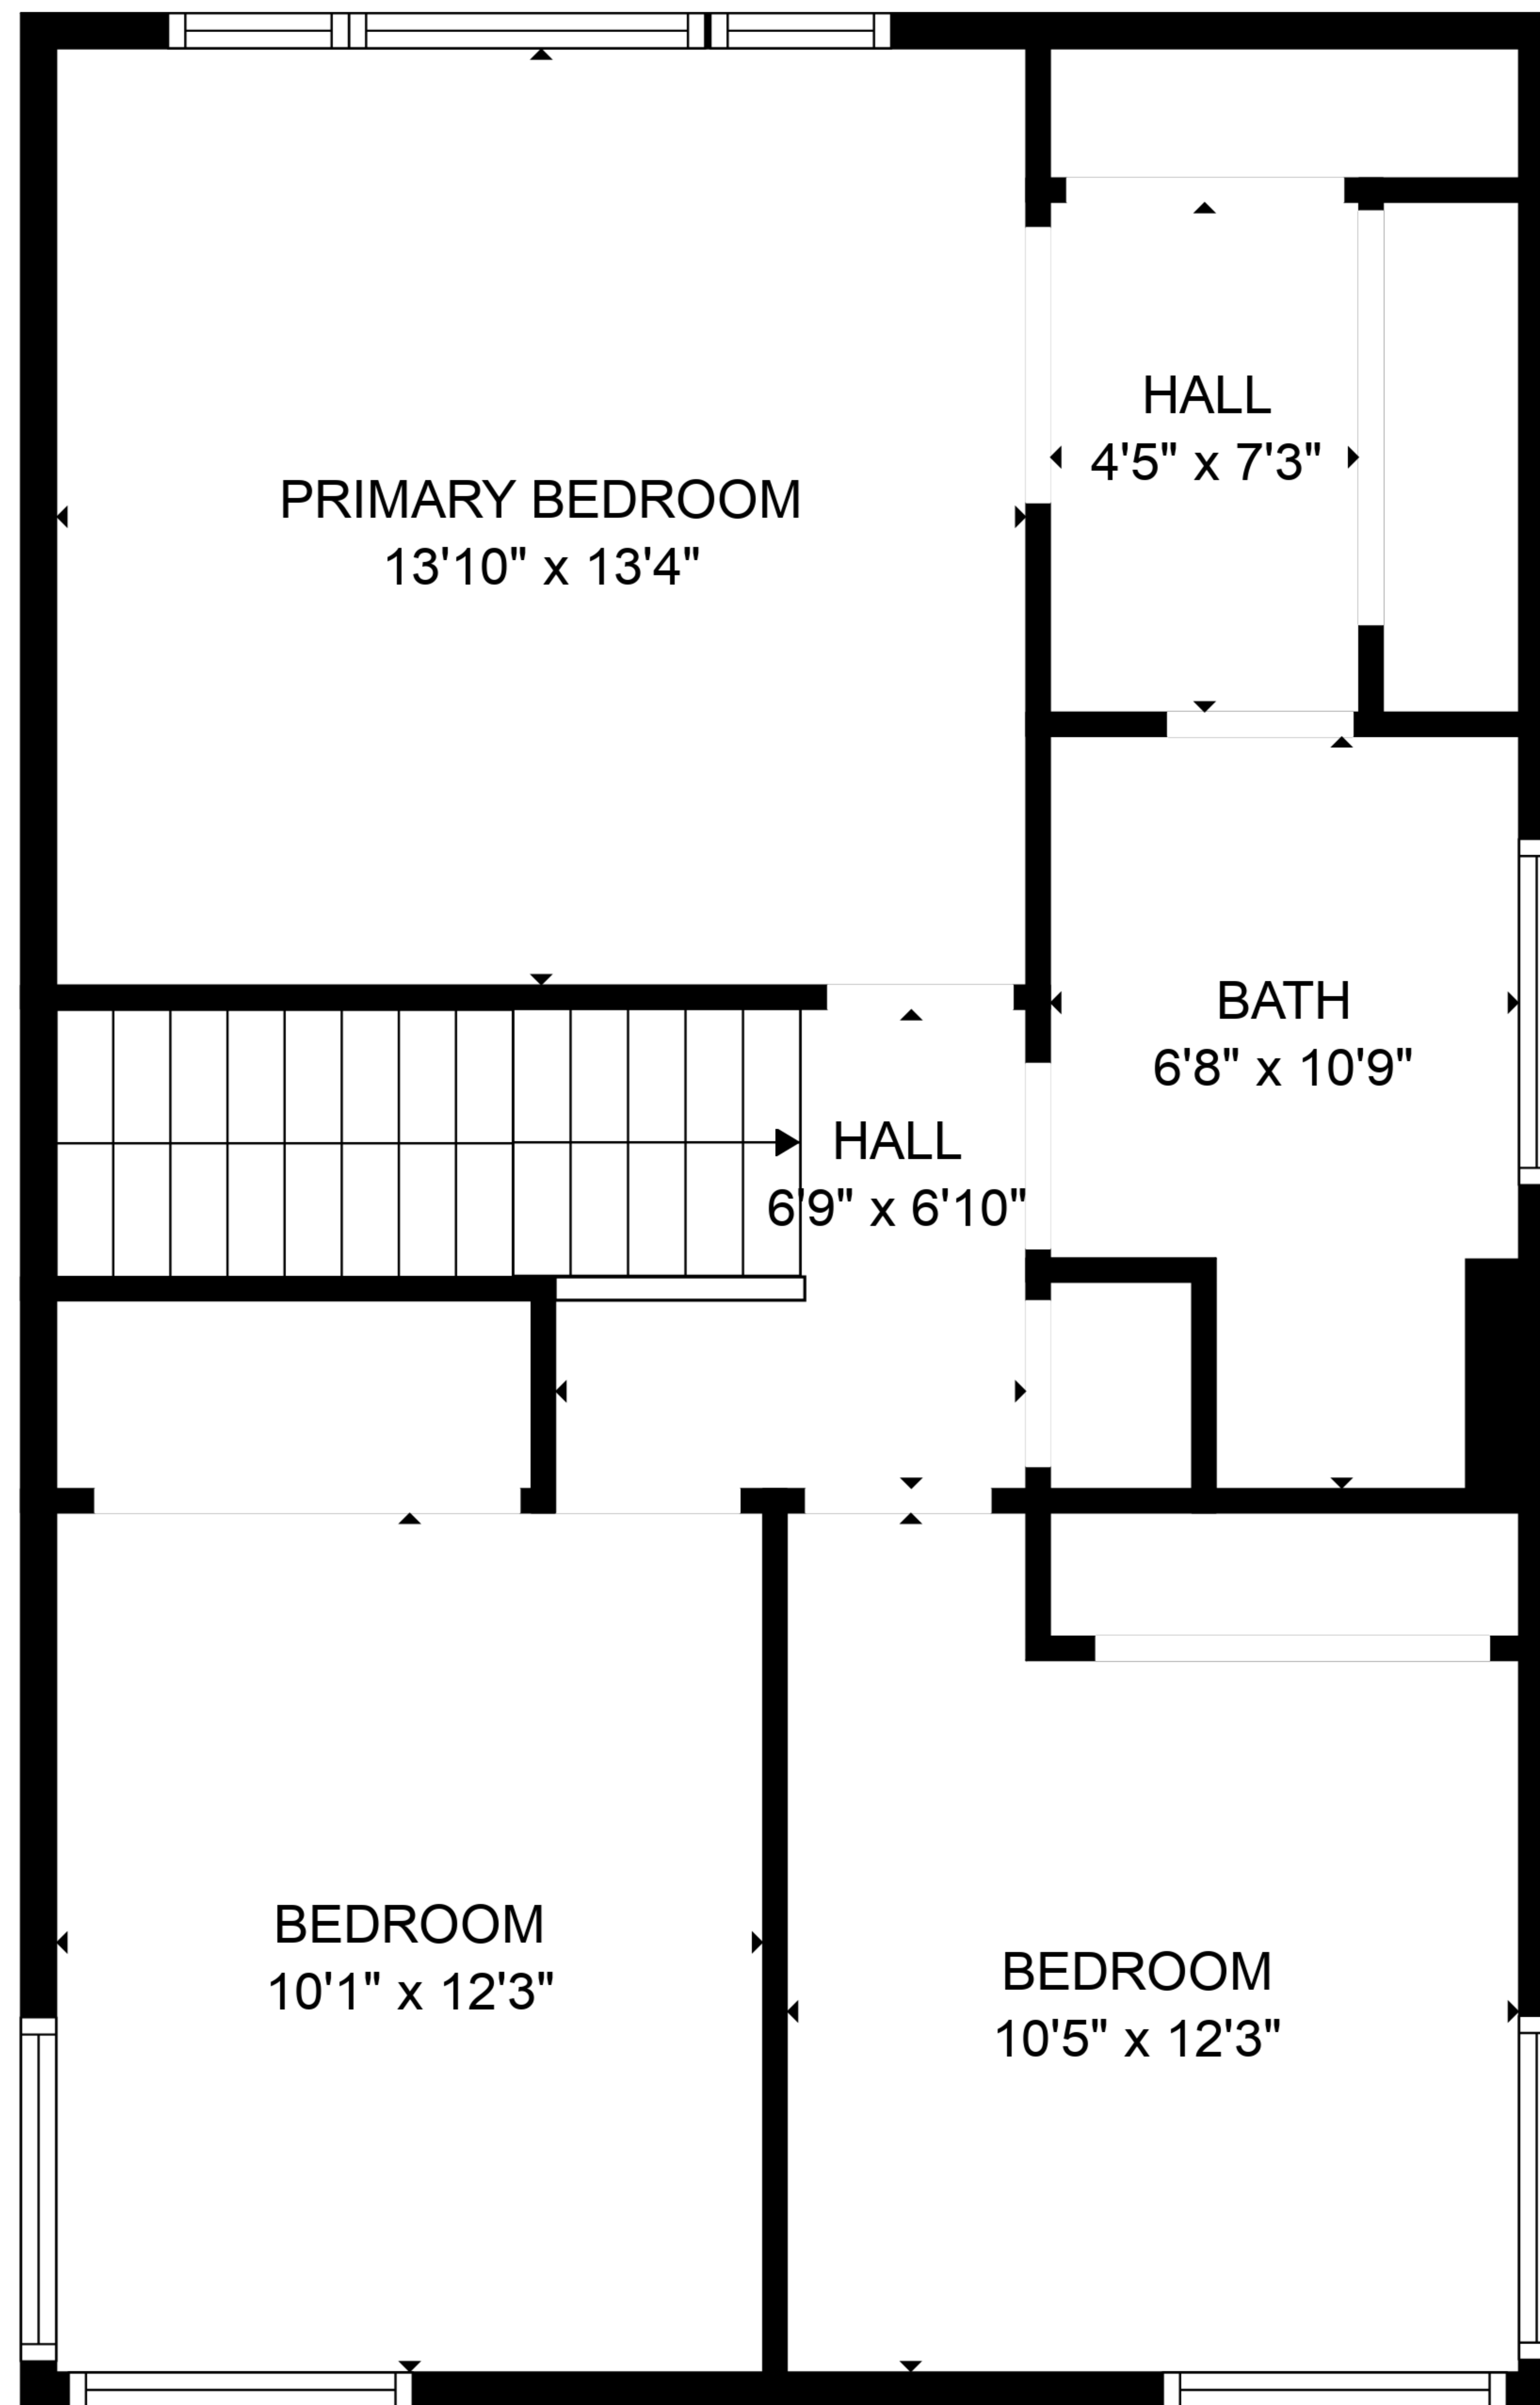 HALL
4'5" x 7'3"
PRIMARY BEDROOM
13'10" x 13'4"
BATH
6'8" x 10'9"
HALL
6'9" x 6'10"
BEDROOM
10'1" x 12'3"
BEDROOM
10'5" x 12'3"